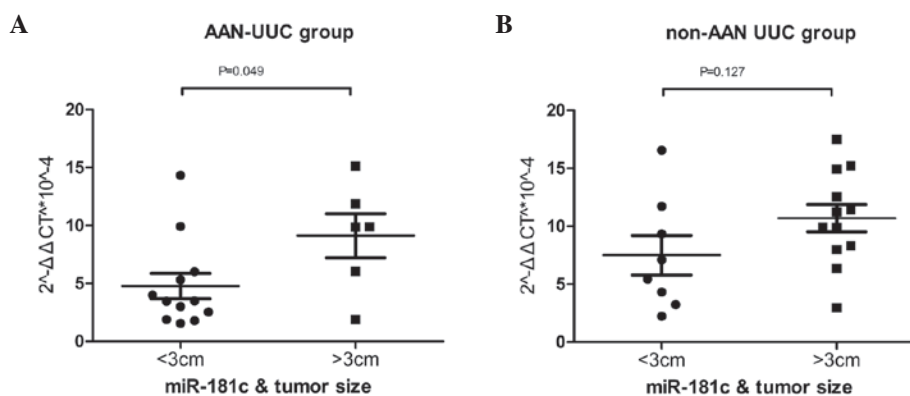 A
AAN-UUC group
P=0.049
20
15
10
5
0
2^-ΔΔCT^*10^-4
<3cm
>3cm
miR-181c & tumor size
B
non-AAN UUC group
P=0.127
20
15
10
5
0
2^-ΔΔCT^*10^-4
<3cm
>3cm
miR-181c & tumor size